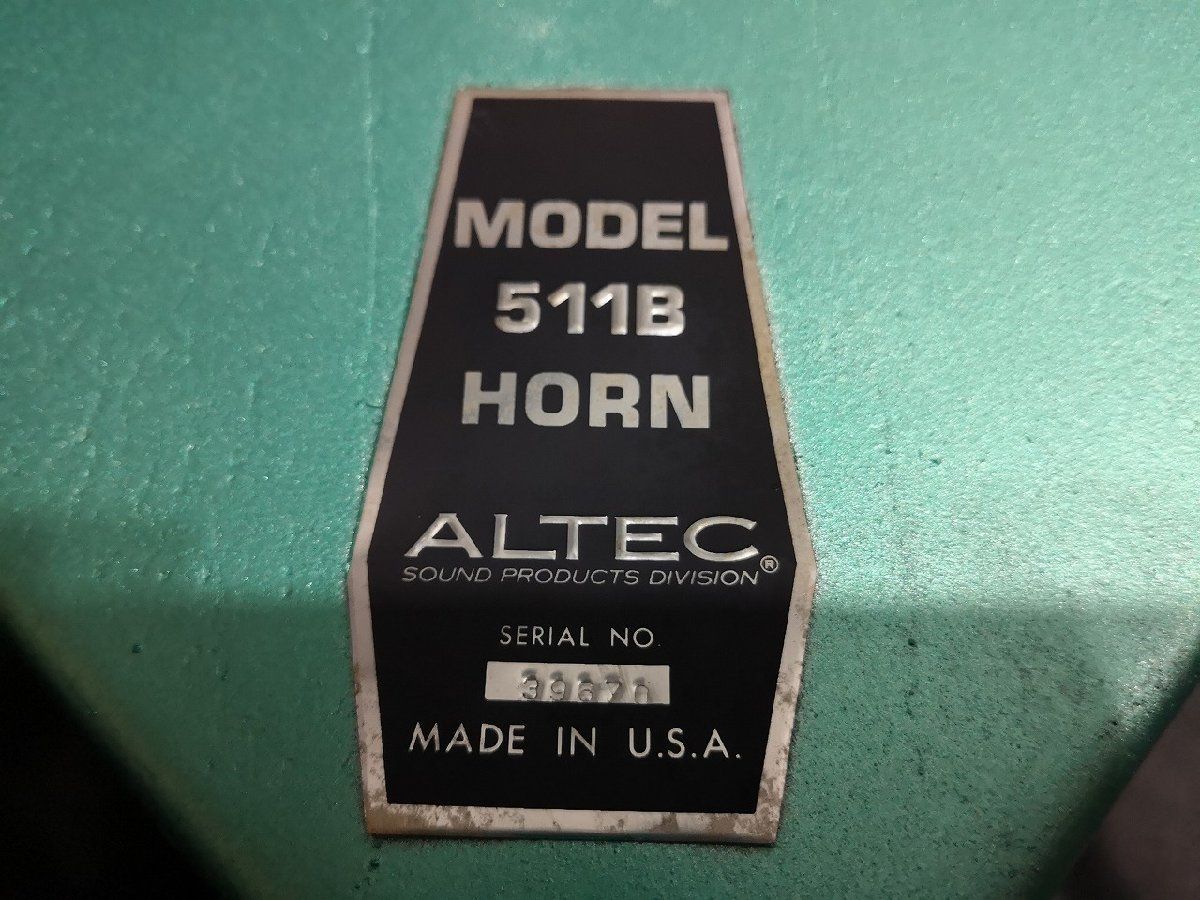 MODEL
511B
HORN
ALTEC®
SOUND PRODUCTS DIVISION
SERIAL NO.
39670
MADE IN U.S.A.